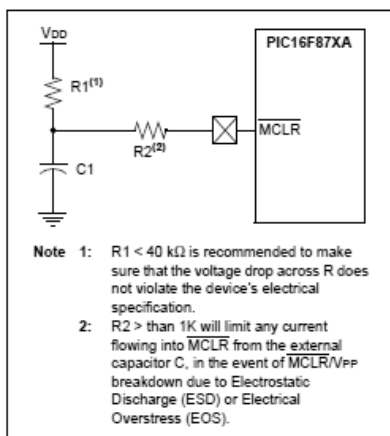 VDD
PIC16F87XA
R1(1)
MCLR
R2(2)
C1
Note 1: R1 < 40 kΩ is recommended to make
sure that the voltage drop across R does
not violate the device's electrical
specification.
2: R2 > than 1K will limit any current
flowing into MCLR from the external
capacitor C, in the event of MCLR/VPP
breakdown due to Electrostatic
Discharge (ESD) or Electrical
Overstress (EOS).